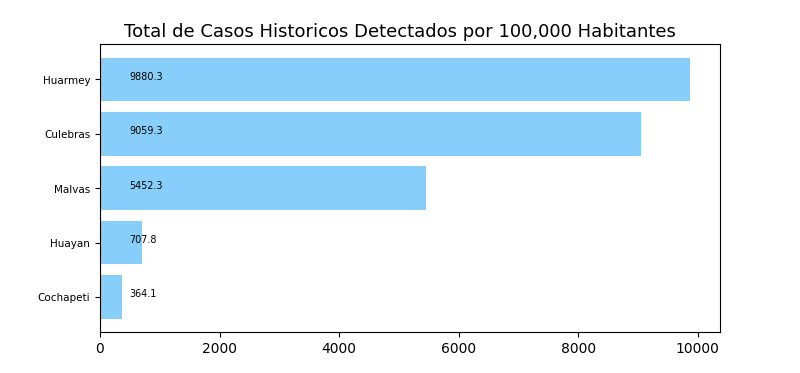 Total de Casos Historicos Detectados por 100,000 Habitantes
Huarmey 9880.3
Culebras 9059.3
Malvas 5452.3
Huayan 707.8
Cochapeti 364.1
0 2000 4000 6000 8000 10000